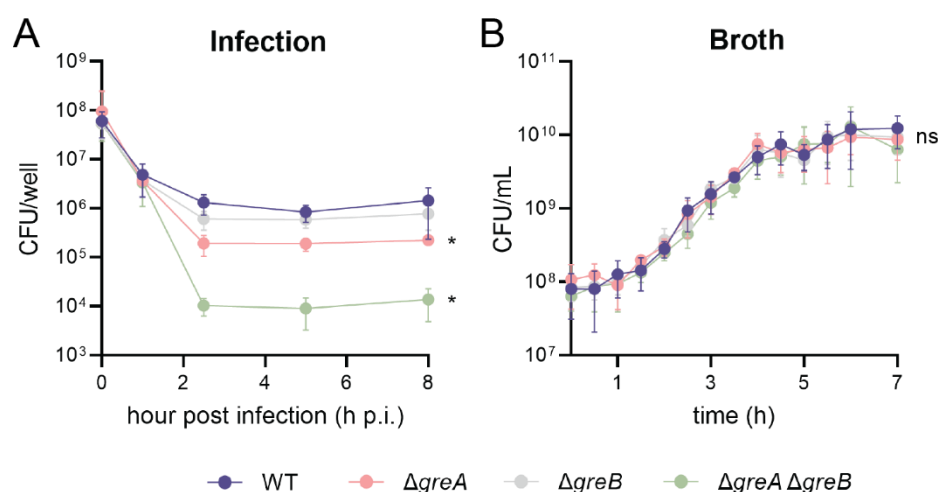 A
Infection
CFU/well
10⁹
10⁸
10⁷
10⁶
10⁵
10⁴
10³
*
*
0 2 4 6 8
hour post infection (h p.i.)
B
Broth
CFU/mL
10¹¹
10¹⁰
10⁹
10⁸
10⁷
ns
1 3 5 7
time (h)
WT ΔgreA ΔgreB ΔgreA ΔgreB